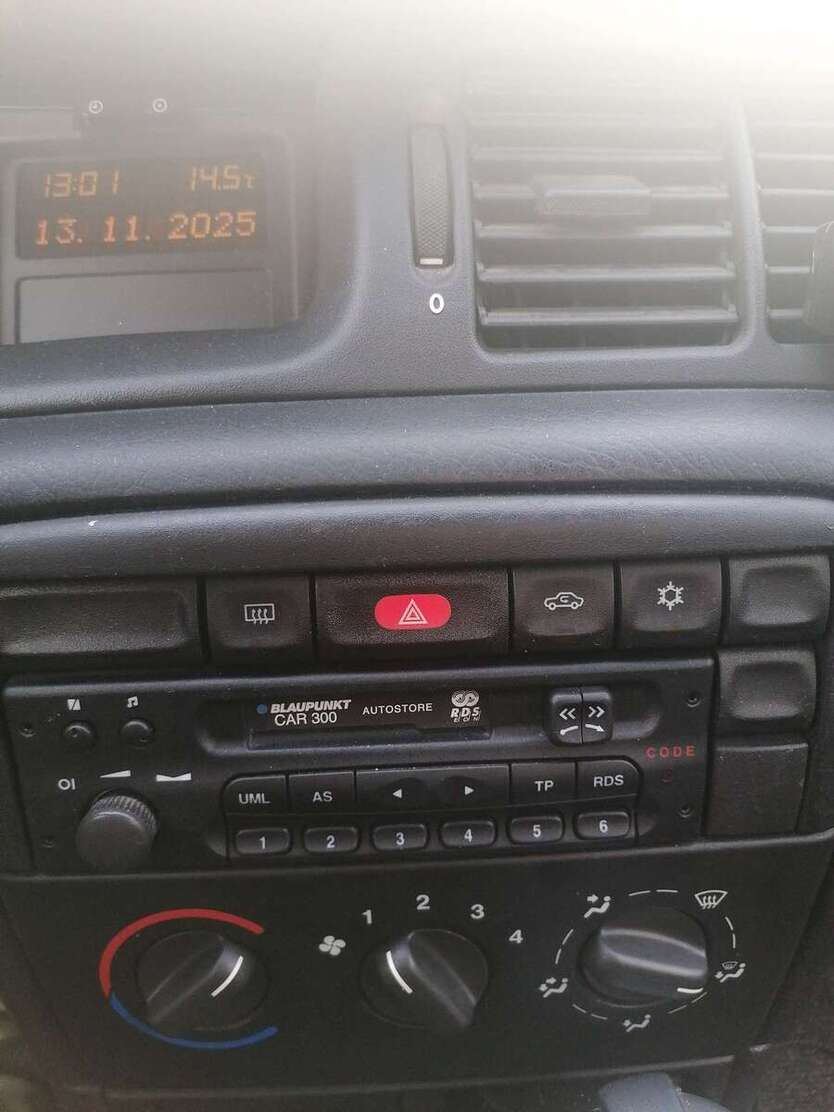 13:01 14.5℃
13. 11. 2025
0
BLAUPUNKT
CAR 300
AUTOSTORE
RDS
EON
CODE
UML AS TP RDS
1 2 3 4 5 6
1 2 3 4